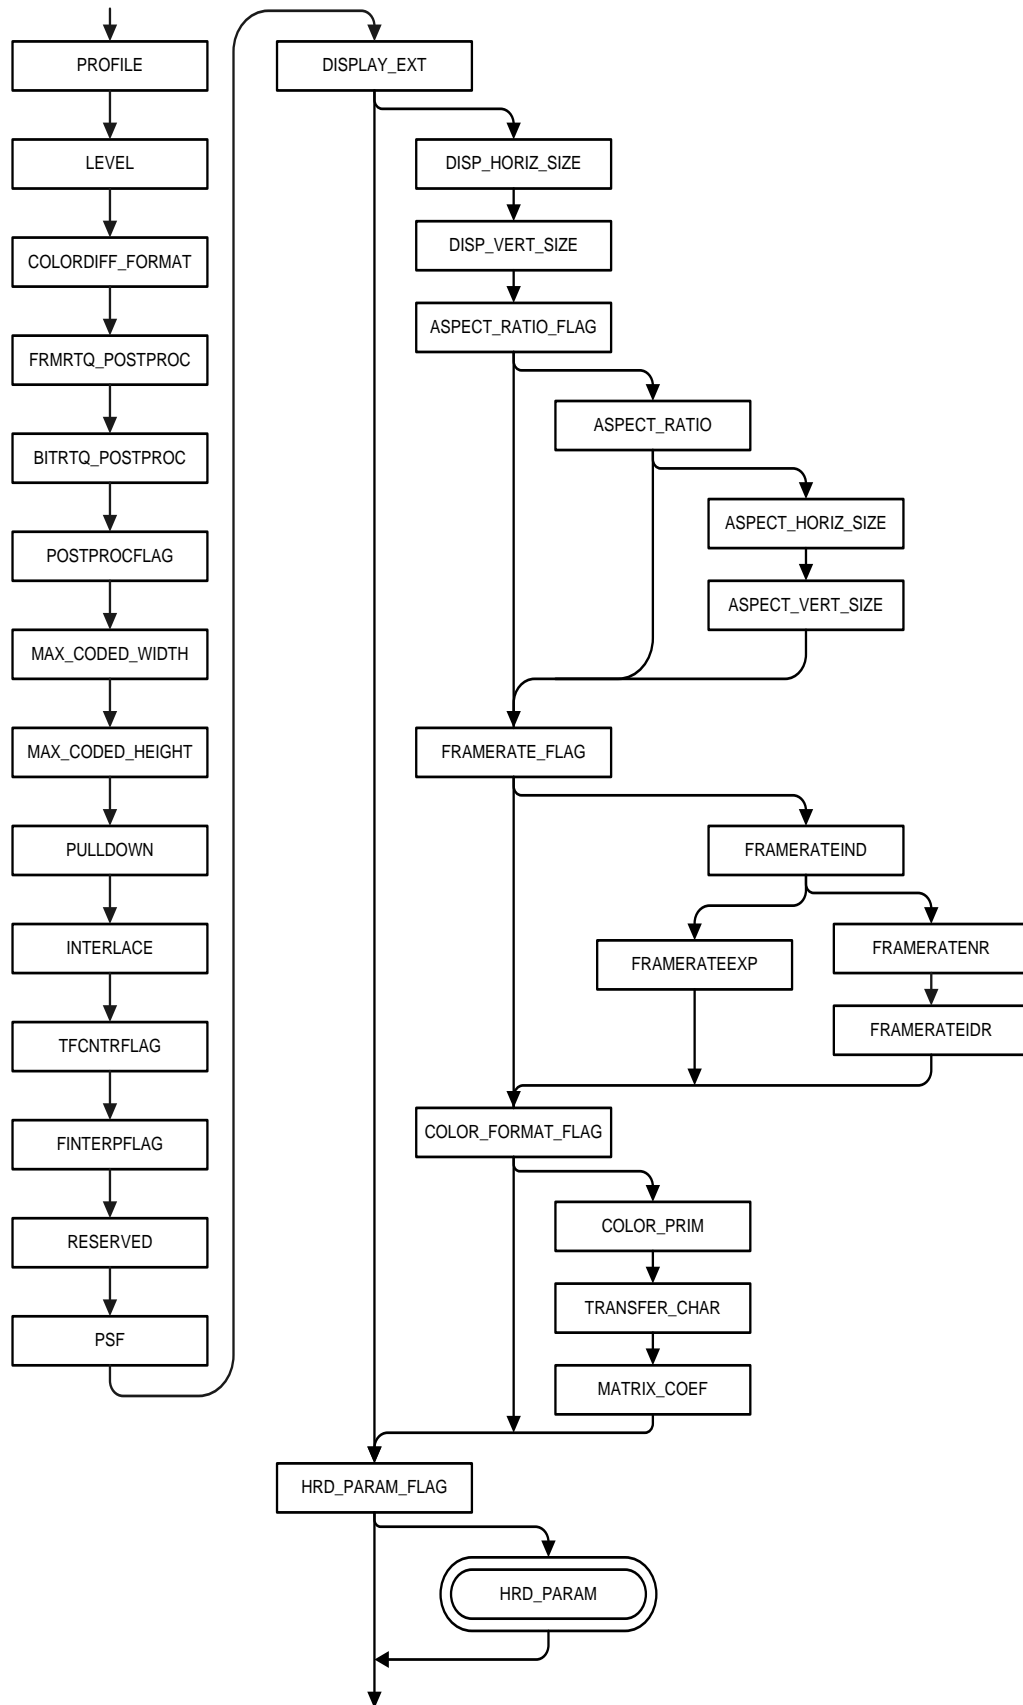 PROFILE
LEVEL
COLORDIFF_FORMAT
FRMRTQ_POSTPROC
BITRTQ_POSTPROC
POSTPROCFLAG
MAX_CODED_WIDTH
MAX_CODED_HEIGHT
PULLDOWN
INTERLACE
TFCNTRFLAG
FINTERPFLAG
RESERVED
PSF
DISPLAY_EXT
DISP_HORIZ_SIZE
DISP_VERT_SIZE
ASPECT_RATIO_FLAG
ASPECT_RATIO
ASPECT_HORIZ_SIZE
ASPECT_VERT_SIZE
FRAMERATE_FLAG
FRAMERATEIND
FRAMERATEEXP
FRAMERATENR
FRAMERATEIDR
COLOR_FORMAT_FLAG
COLOR_PRIM
TRANSFER_CHAR
MATRIX_COEF
HRD_PARAM_FLAG
HRD_PARAM